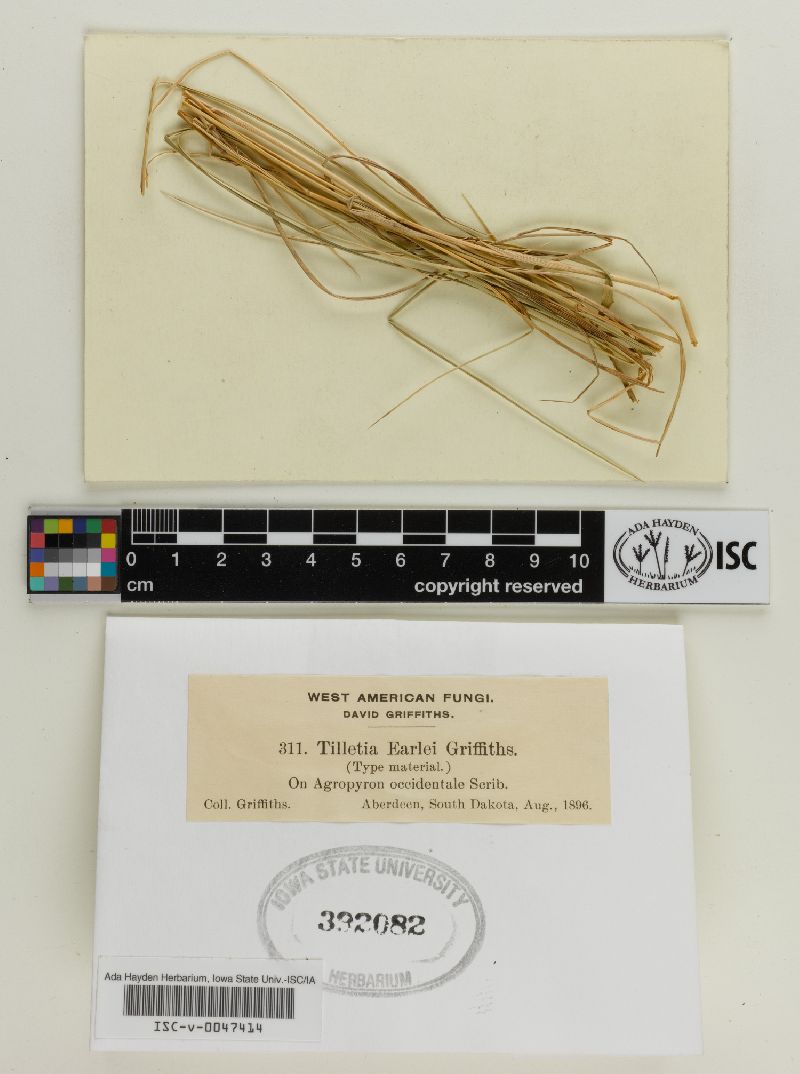 0 1 2 3 4 5 6 7 8 9 10
cm copyright reserved
ADA HAYDEN
HERBARIUM
ISC
WEST AMERICAN FUNGI.
DAVID GRIFFITHS.
311. Tilletia Earlei Griffiths.
(Type material.)
On Agropyron occidentale Scrib.
Coll. Griffiths. Aberdeen, South Dakota, Aug., 1896.
IOWA STATE UNIVERSITY
392082
HERBARIUM
Ada Hayden Herbarium, Iowa State Univ.-ISC/IA
ISC-v-0047414